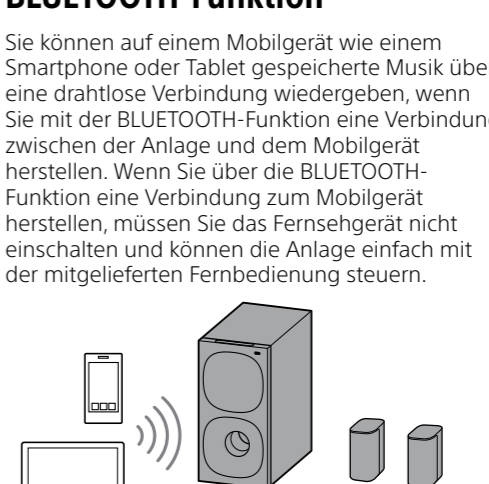 BLUETOOTH-Funktion
Sie können auf einem Mobilgerät wie einem
Smartphone oder Tablet gespeicherte Musik übe
eine drahtlose Verbindung wiedergeben, wenn
Sie mit der BLUETOOTH-Funktion eine Verbindun
zwischen der Anlage und dem Mobilgerät
herstellen. Wenn Sie über die BLUETOOTH-
Funktion eine Verbindung zum Mobilgerät
herstellen, müssen Sie das Fernsehgerät nicht
einschalten und können die Anlage einfach mit
der mitgelieferten Fernbedienung steuern.